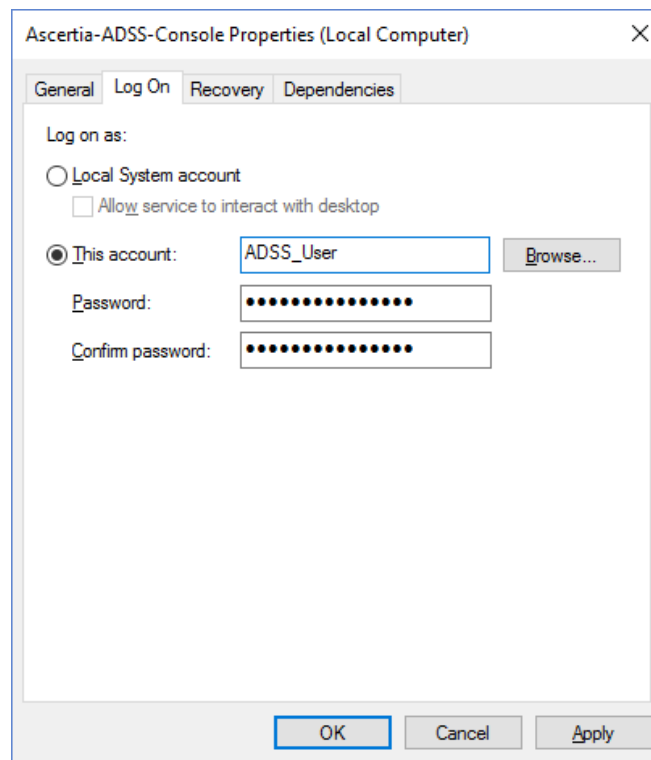 Ascertia-ADSS-Console Properties (Local Computer)
General Log On Recovery Dependencies
Log on as:
Local System account
Allow service to interact with desktop
This account: ADSS_User Browse...
Password: ●●●●●●●●●●●●●●●
Confirm password: ●●●●●●●●●●●●●●●
OK Cancel Apply